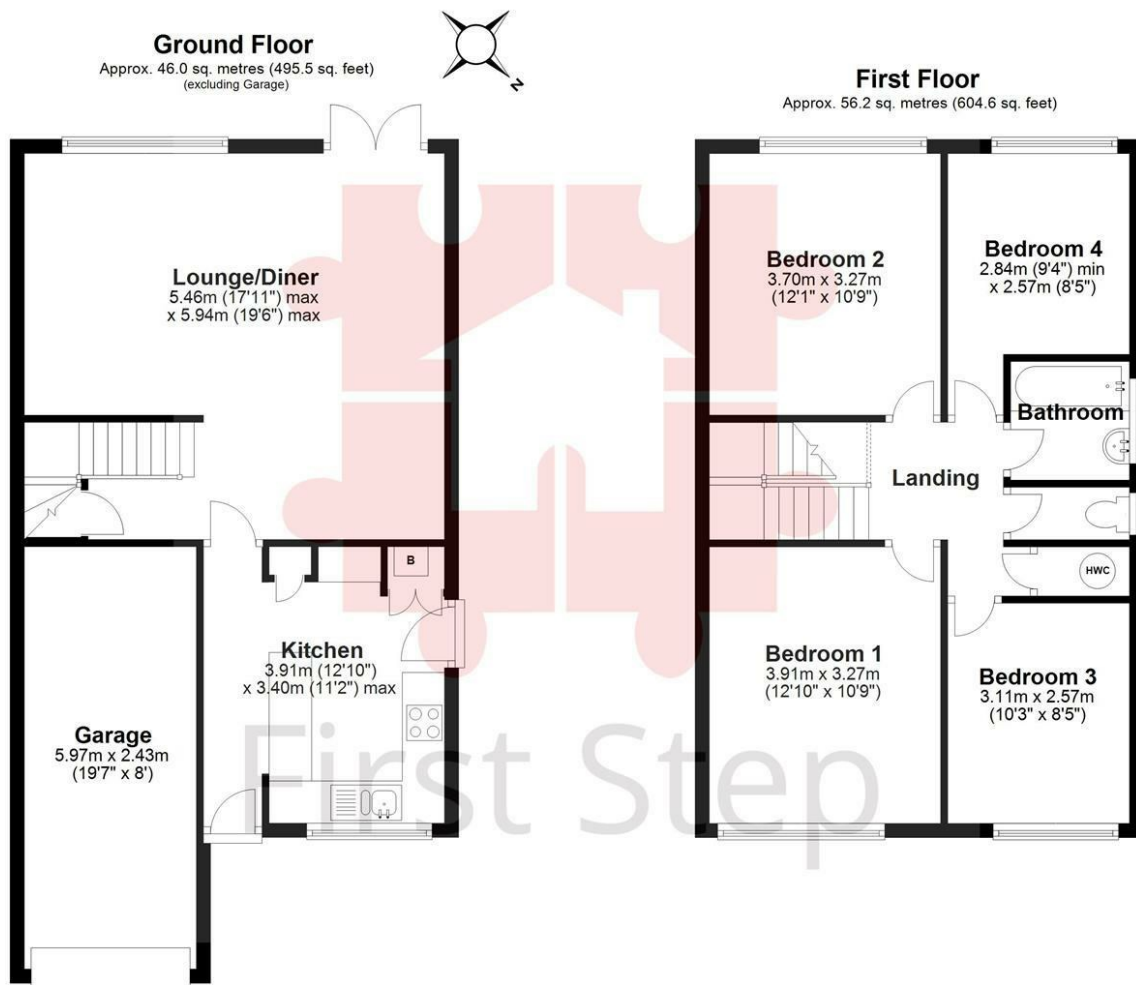 Ground Floor
Approx. 46.0 sq. metres (495.5 sq. feet)
(excluding Garage)
N
First Floor
Approx. 56.2 sq. metres (604.6 sq. feet)
Lounge/Diner
5.46m (17'11") max
x 5.94m (19'6") max
B
Kitchen
3.91m (12'10")
x 3.40m (11'2") max
Garage
5.97m x 2.43m
(19'7" x 8')
Bedroom 2
3.70m x 3.27m
(12'1" x 10'9")
Bedroom 4
2.84m (9'4") min
x 2.57m (8'5")
Bathroom
Landing
HWC
Bedroom 1
3.91m x 3.27m
(12'10" x 10'9")
Bedroom 3
3.11m x 2.57m
(10'3" x 8'5")
First Step